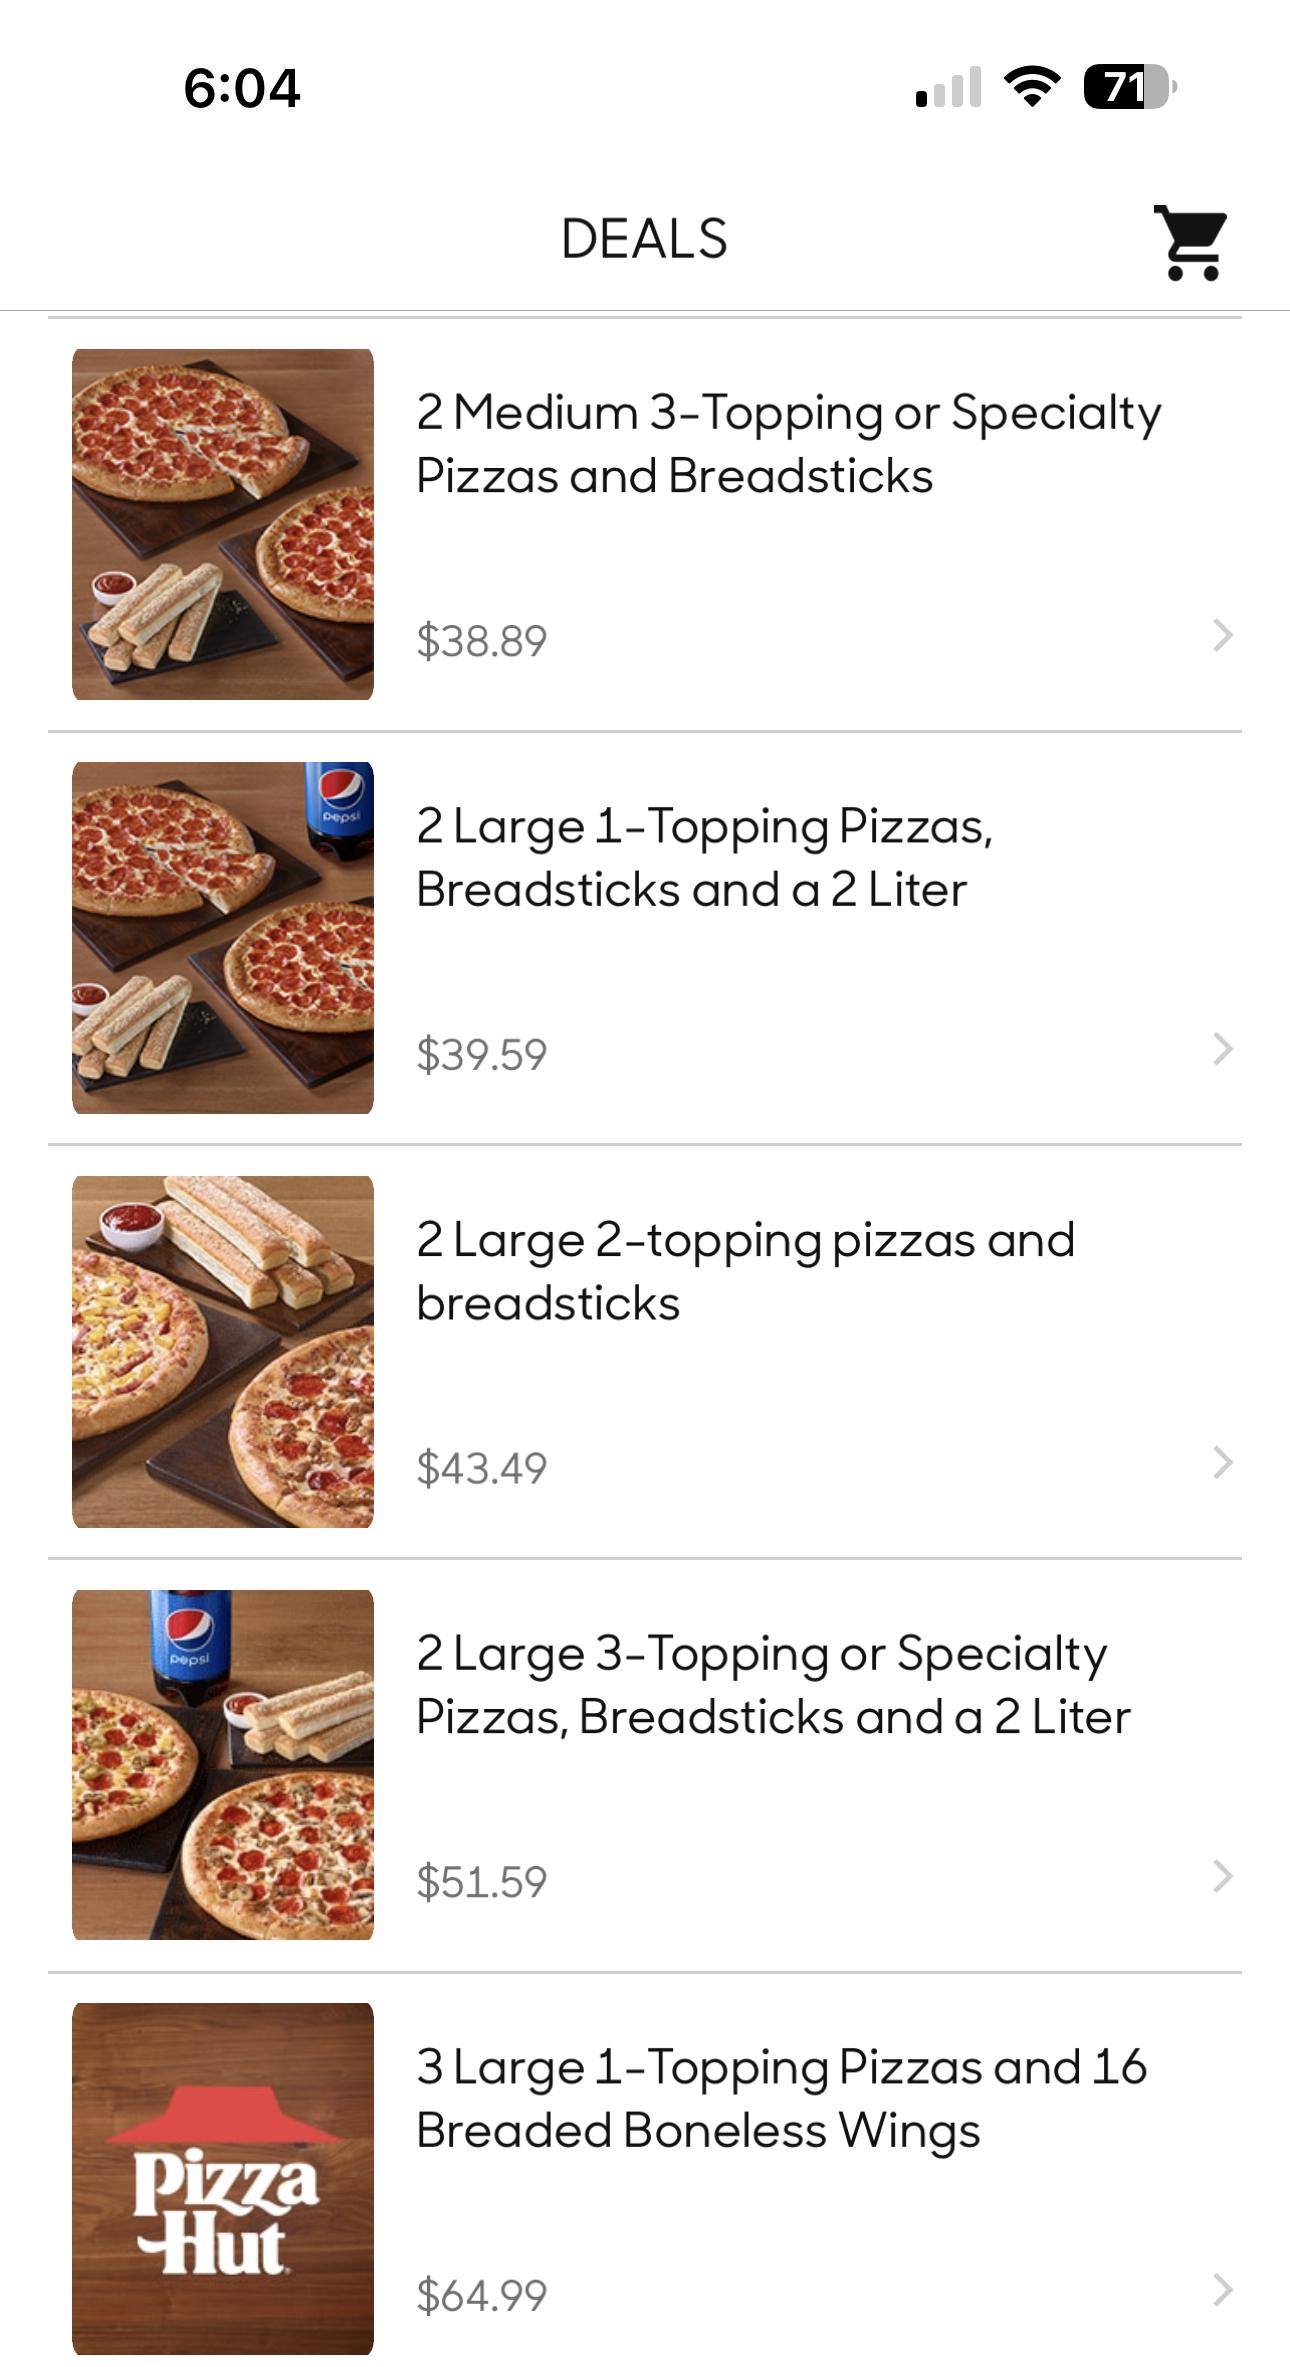 6:04
71
DEALS
2 Medium 3-Topping or Specialty
Pizzas and Breadsticks
$38.89
pepsi
2 Large 1-Topping Pizzas,
Breadsticks and a 2 Liter
$39.59
2 Large 2-topping pizzas and
breadsticks
$43.49
pepsi
2 Large 3-Topping or Specialty
Pizzas, Breadsticks and a 2 Liter
$51.59
Pizza
Hut
3 Large 1-Topping Pizzas and 16
Breaded Boneless Wings
$64.99